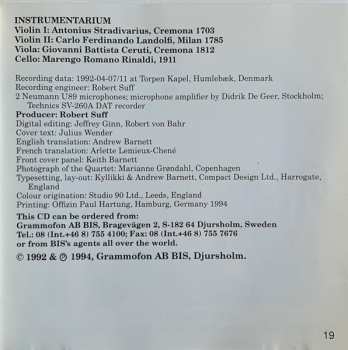 INSTRUMENTARIUM
Violin I: Antonius Stradivarius, Cremona 1703
Violin II: Carlo Ferdinando Landolfi, Milan 1785
Viola: Giovanni Battista Ceruti, Cremona 1812
Cello: Marengo Romano Rinaldi, 1911
Recording data: 1992-04-07/11 at Torpen Kapel, Humlebæk, Denmark
Recording engineer: Robert Suff
2 Neumann U89 microphones; microphone amplifier by Didrik De Geer, Stockholm;
Technics SV-260A DAT recorder
Producer: Robert Suff
Digital editing: Jeffrey Ginn, Robert von Bahr
Cover text: Julius Wender
English translation: Andrew Barnett
French translation: Arlette Lemieux-Chené
Front cover panel: Keith Barnett
Photograph of the Quartet: Marianne Grøndahl, Copenhagen
Typesetting, lay-out: Kyllikki & Andrew Barnett, Compact Design Ltd., Harrogate,
England
Colour origination: Studio 90 Ltd., Leeds, England
Printing: Offizin Paul Hartung, Hamburg, Germany 1994
This CD can be ordered from:
Grammofon AB BIS, Bragevägen 2, S-182 64 Djursholm, Sweden
Tel.: 08 (Int.+46 8) 755 4100; Fax: 08 (Int.+46 8) 755 7676
or from BIS's agents all over the world.
© 1992 & ℗ 1994, Grammofon AB BIS, Djursholm.
19